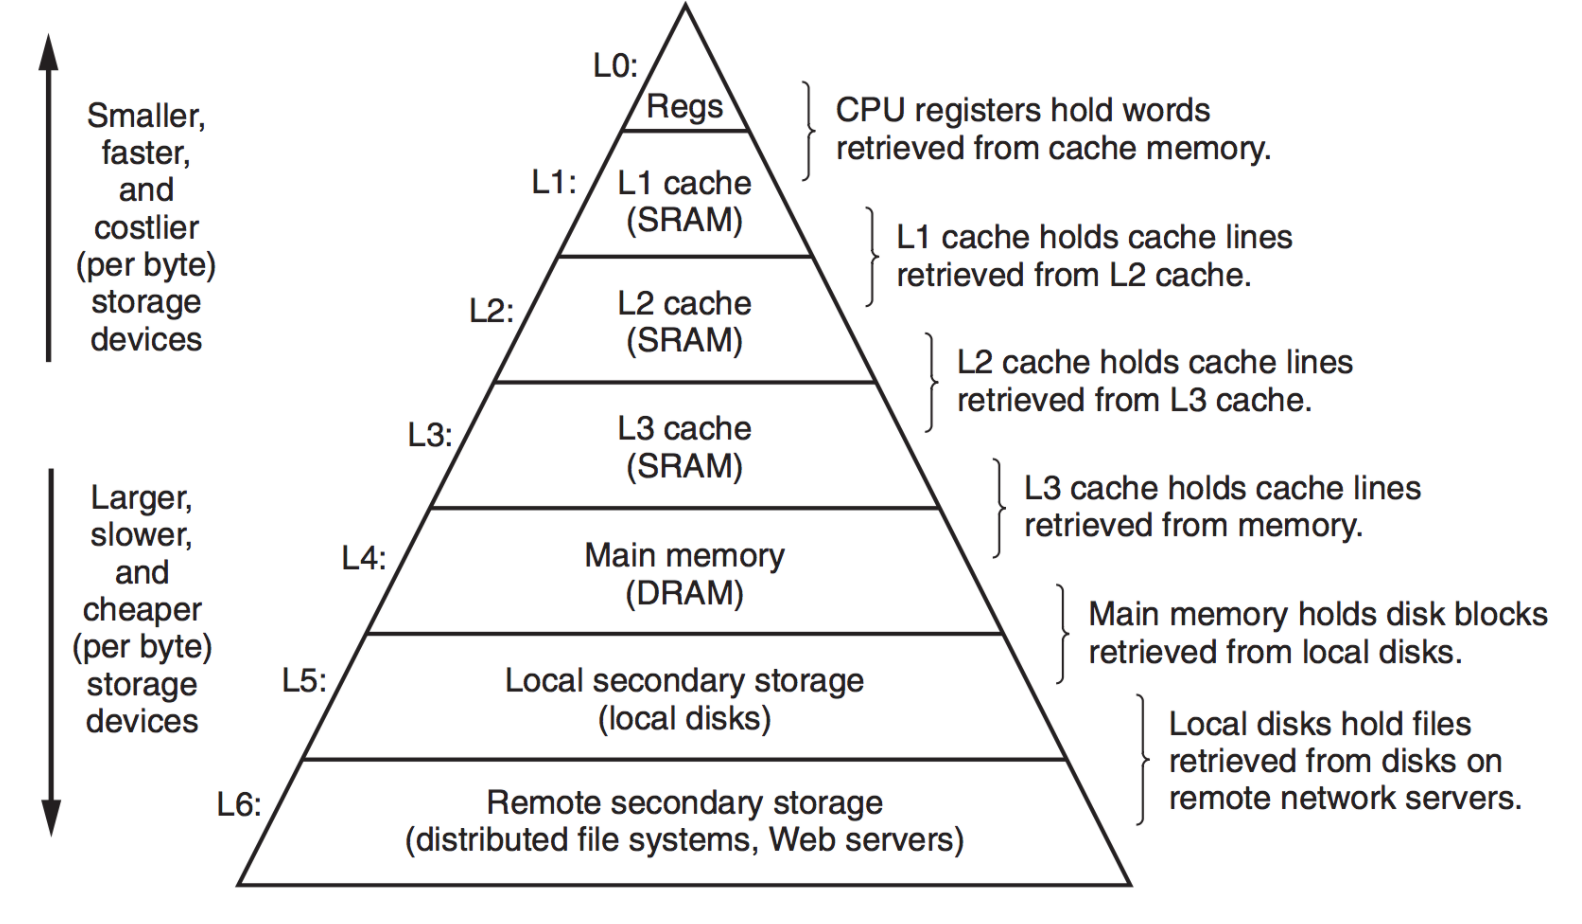 Smaller,
faster,
and
costlier
(per byte)
storage
devices
Larger,
slower,
and
cheaper
(per byte)
storage
devices
L0:
Regs
CPU registers hold words
retrieved from cache memory.
L1:
L1 cache
(SRAM)
L1 cache holds cache lines
retrieved from L2 cache.
L2:
L2 cache
(SRAM)
L2 cache holds cache lines
retrieved from L3 cache.
L3:
L3 cache
(SRAM)
L3 cache holds cache lines
retrieved from memory.
L4:
Main memory
(DRAM)
Main memory holds disk blocks
retrieved from local disks.
L5:
Local secondary storage
(local disks)
Local disks hold files
retrieved from disks on
remote network servers.
L6:
Remote secondary storage
(distributed file systems, Web servers)